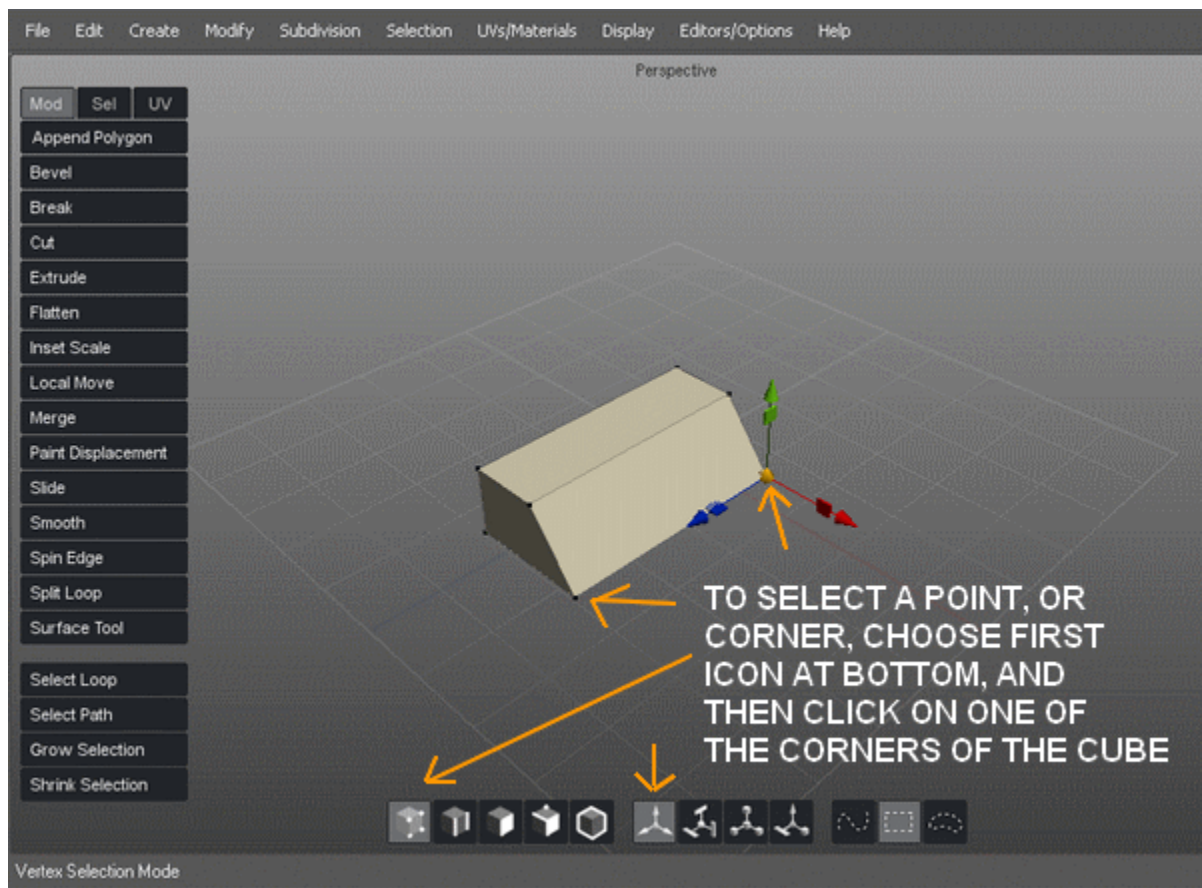 File Edit Create Modify Subdivision Selection UVs/Materials Display Editors/Options Help
Perspective
Mod Sel UV
Append Polygon
Bevel
Break
Cut
Extrude
Flatten
Inset Scale
Local Move
Merge
Paint Displacement
Slide
Smooth
Spin Edge
Split Loop
Surface Tool
Select Loop
Select Path
Grow Selection
Shrink Selection
TO SELECT A POINT, OR
CORNER, CHOOSE FIRST
ICON AT BOTTOM, AND
THEN CLICK ON ONE OF
THE CORNERS OF THE CUBE
Vertex Selection Mode